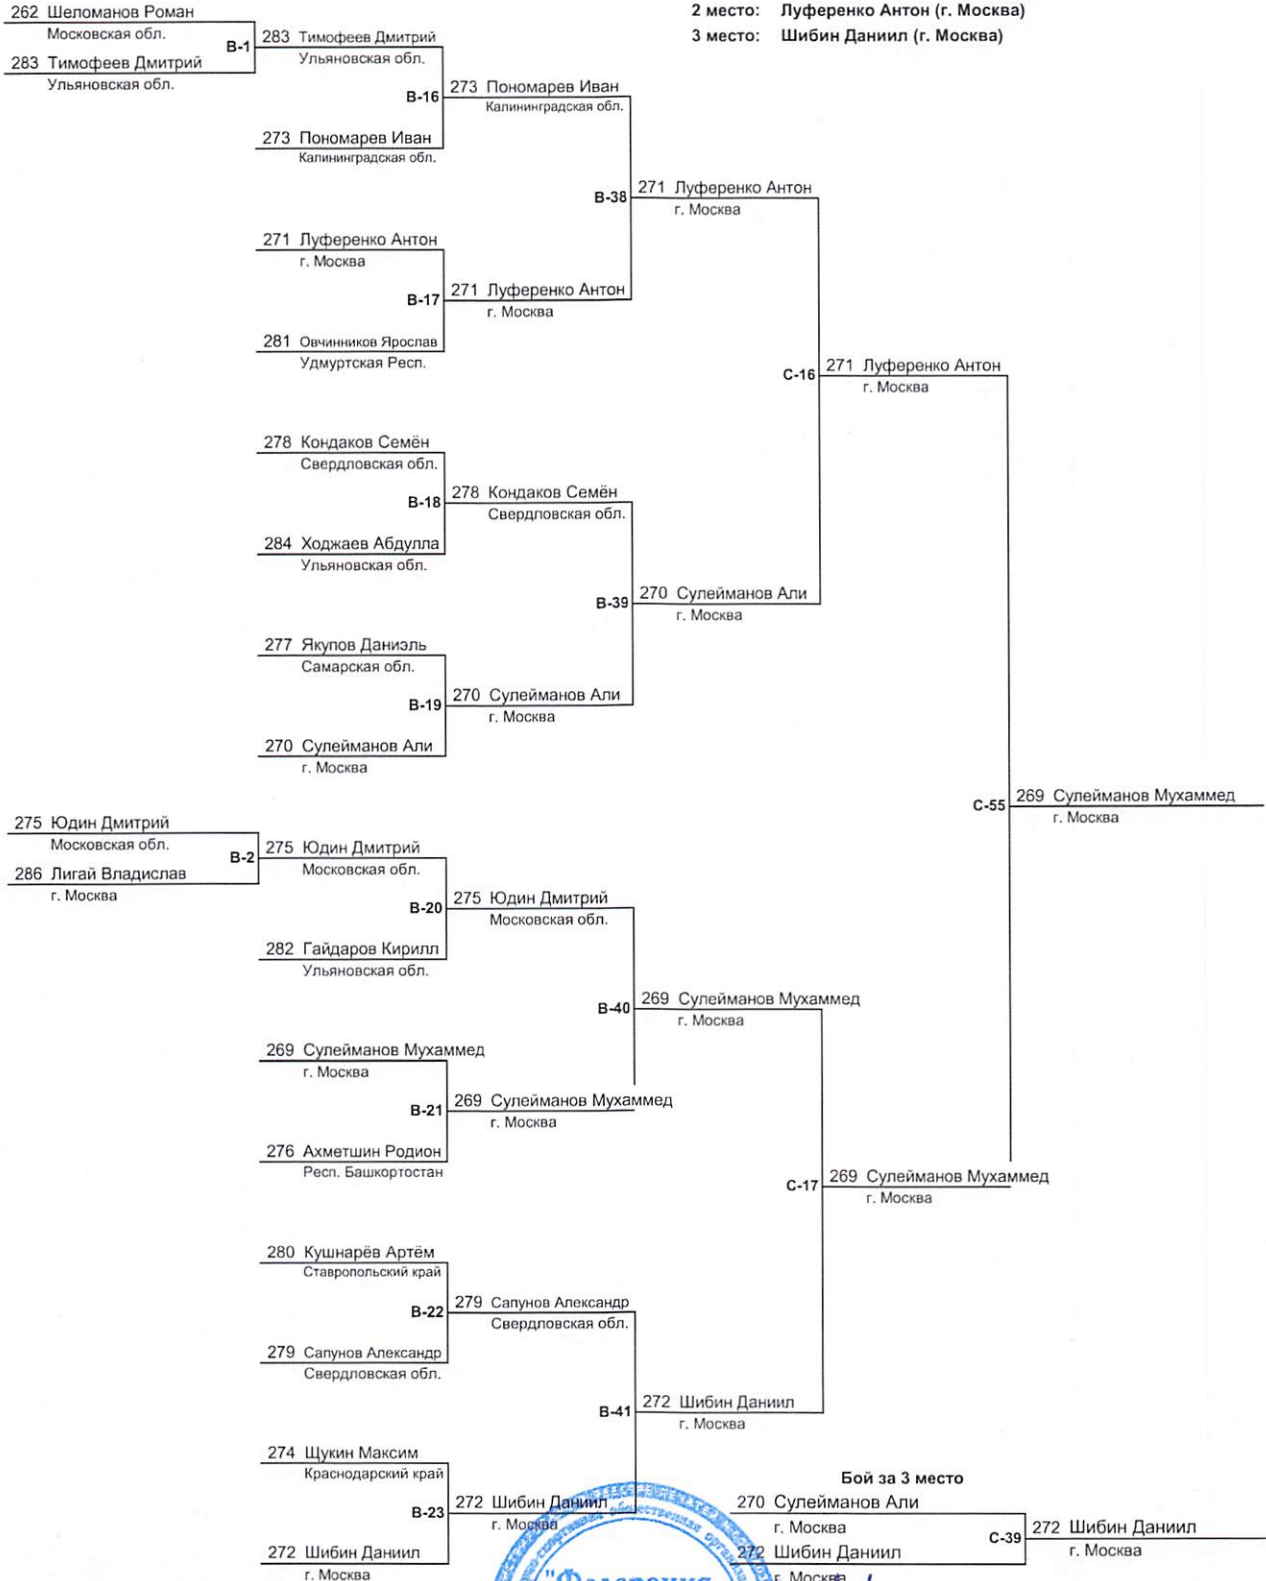 262 Шеломанов Роман
Московская обл.
B-1
283 Тимофеев Дмитрий
Ульяновская обл.
283 Тимофеев Дмитрий
Ульяновская обл.
B-16
273 Пономарев Иван
Калининградская обл.
273 Пономарев Иван
Калининградская обл.
B-38
271 Луференко Антон
г. Москва
B-17
281 Овчинников Ярослав
Удмуртская Респ.
271 Луференко Антон
г. Москва
271 Луференко Антон
г. Москва
2 место: Луференко Антон (г. Москва)
3 место: Шибин Даниил (г. Москва)
C-16
278 Кондаков Семён
Свердловская обл.
B-18
284 Ходжаев Абдулла
Ульяновская обл.
278 Кондаков Семён
Свердловская обл.
B-39
277 Якупов Даниэль
Самарская обл.
B-19
270 Сулейманов Али
г. Москва
270 Сулейманов Али
г. Москва
270 Сулейманов Али
г. Москва
271 Луференко Антон
г. Москва
C-55
269 Сулейманов Мухаммед
г. Москва
275 Юдин Дмитрий
Московская обл.
B-2
286 Лигай Владислав
г. Москва
275 Юдин Дмитрий
Московская обл.
B-20
282 Гайдаров Кирилл
Ульяновская обл.
275 Юдин Дмитрий
Московская обл.
B-40
269 Сулейманов Мухаммед
г. Москва
B-21
276 Ахметшин Родион
Респ. Башкортостан
269 Сулейманов Мухаммед
г. Москва
269 Сулейманов Мухаммед
г. Москва
C-17
269 Сулейманов Мухаммед
г. Москва
280 Кушнарёв Артём
Ставропольский край
B-22
279 Сапунов Александр
Свердловская обл.
279 Сапунов Александр
Свердловская обл.
B-41
272 Шибин Даниил
г. Москва
274 Щукин Максим
Краснодарский край
B-23
272 Шибин Даниил
г. Москва
272 Шибин Даниил
г. Москва
Бой за 3 место
270 Сулейманов Али
г. Москва
C-39
272 Шибин Даниил
г. Москва
272 Шибин Даниил
г. Москва
общественная